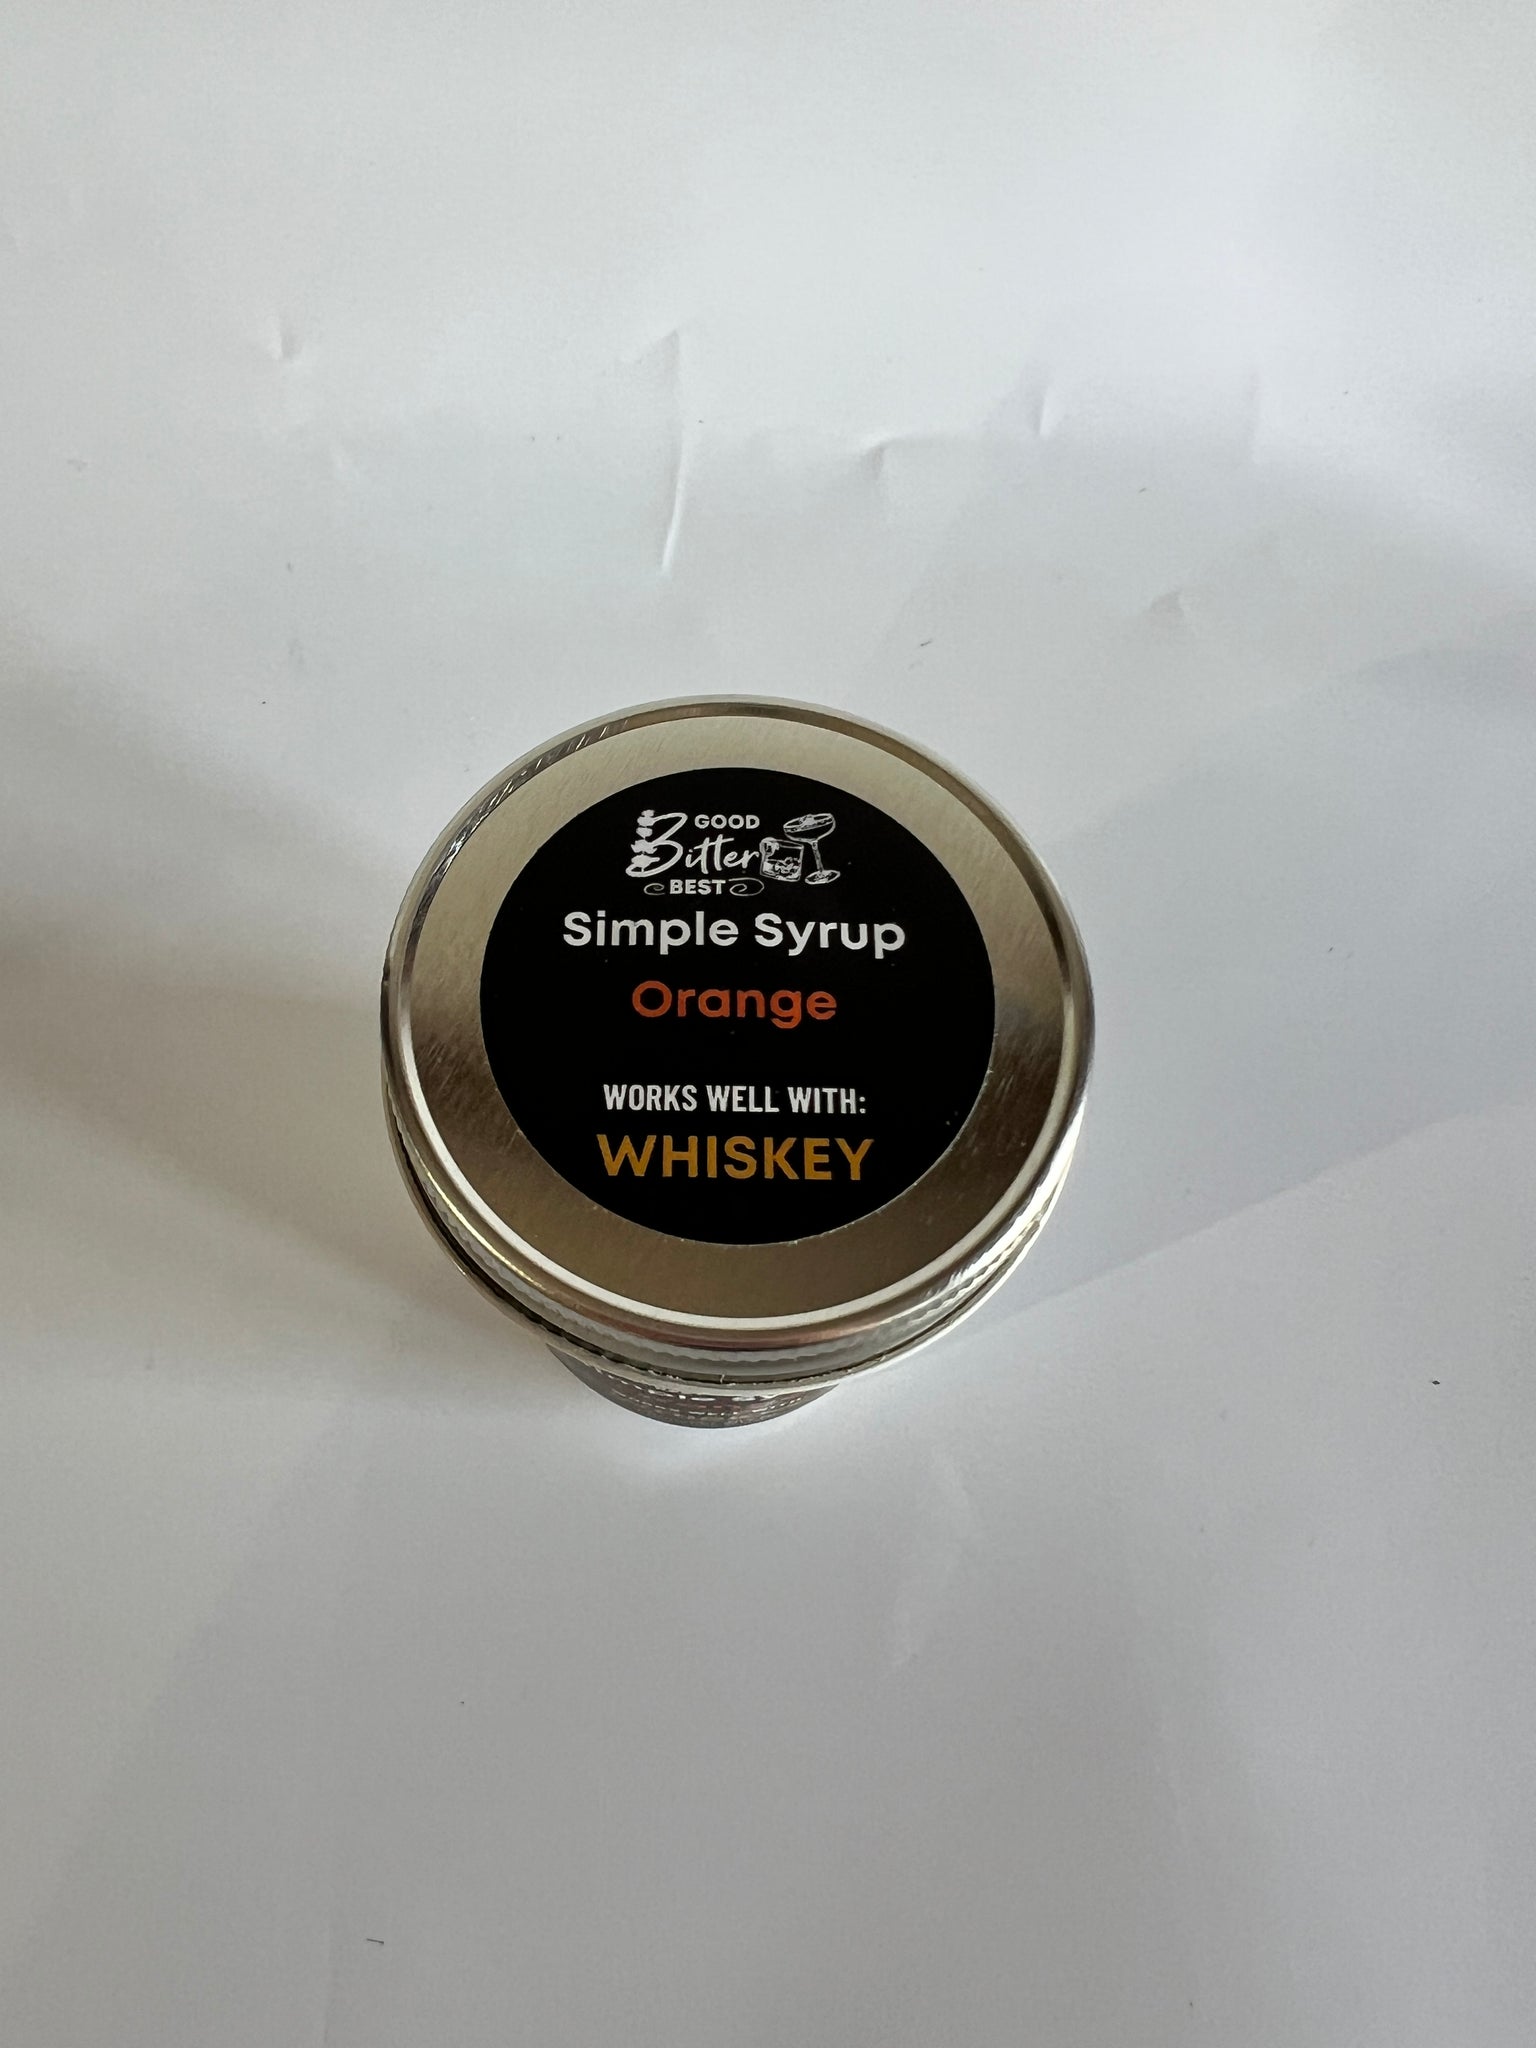 GOOD
Bitter
BEST
Simple Syrup
Orange
WORKS WELL WITH:
WHISKEY